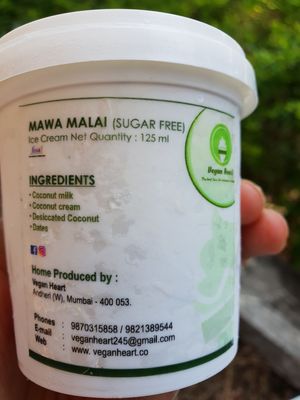 MAWA MALAI (SUGAR FREE)
Ice Cream Net Quantity : 125 ml
INGREDIENTS
• Coconut milk
• Coconut cream
• Desiccated Coconut
• Dates
Home Produced by :
Vegan Heart
Andheri (W), Mumbai - 400 053.
Phones : 9870315858 / 9821389544
E-mail : veganheart245@gmail.com
Web : www.veganheart.co
Vegan